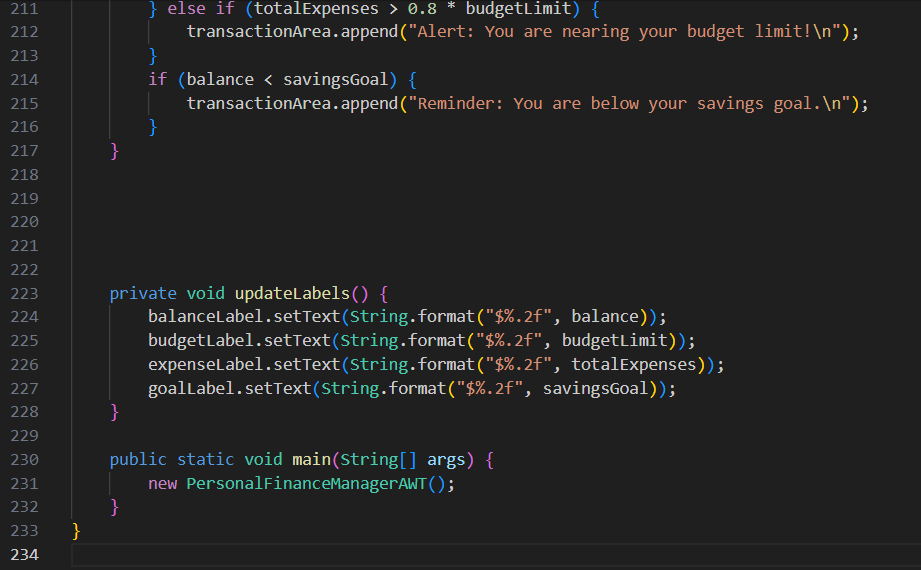 211            } else if (totalExpenses > 0.8 * budgetLimit) {
212                transactionArea.append("Alert: You are nearing your budget limit!\n");
213            }
214            if (balance < savingsGoal) {
215                transactionArea.append("Reminder: You are below your savings goal.\n");
216            }
217        }
218
219
220
221
222
223        private void updateLabels() {
224            balanceLabel.setText(String.format("$%.2f", balance));
225            budgetLabel.setText(String.format("$%.2f", budgetLimit));
226            expenseLabel.setText(String.format("$%.2f", totalExpenses));
227            goalLabel.setText(String.format("$%.2f", savingsGoal));
228        }
229
230        public static void main(String[] args) {
231            new PersonalFinanceManagerAWT();
232        }
233    }
234